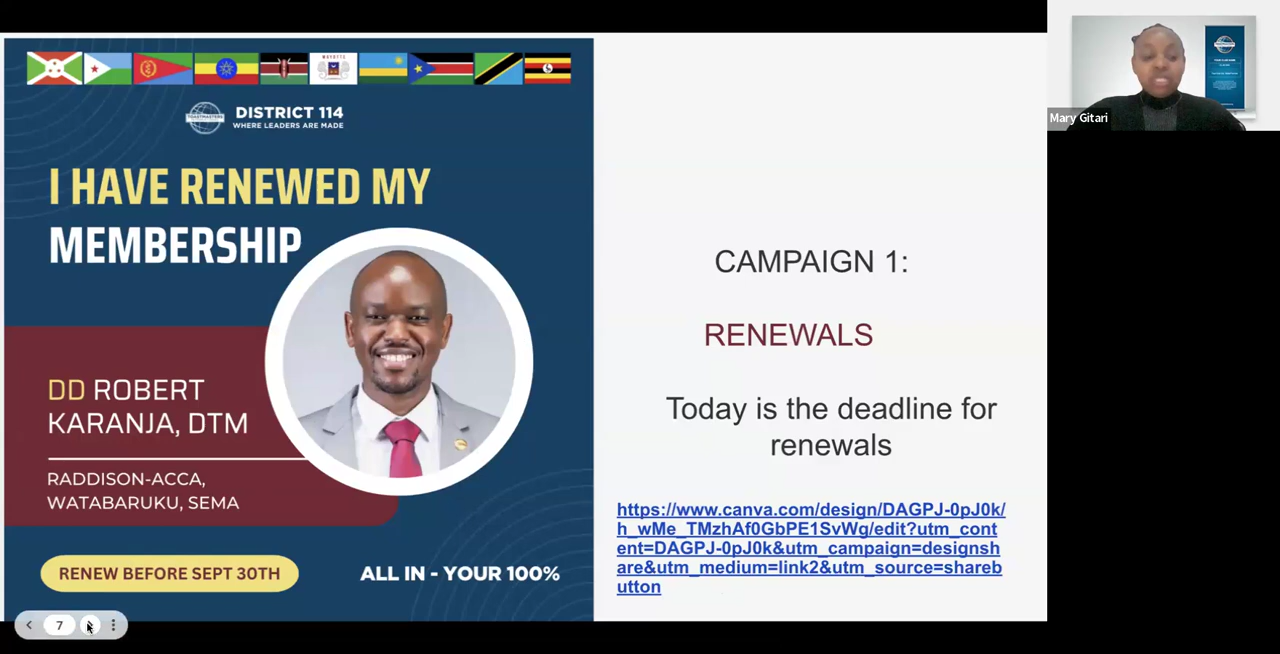 MAYOTTE
TOASTMASTERS
DISTRICT 114
WHERE LEADERS ARE MADE
I HAVE RENEWED MY
MEMBERSHIP
DD ROBERT
KARANJA, DTM
RADDISON-ACCA,
WATABARUKU, SEMA
RENEW BEFORE SEPT 30TH
ALL IN - YOUR 100%
7
CAMPAIGN 1:
RENEWALS
Today is the deadline for
renewals
https://www.canva.com/design/DAGPJ-0pJ0k/
h_wMe_TMzhAf0GbPE1SvWg/edit?utm_cont
ent=DAGPJ-0pJ0k&utm_campaign=designsh
are&utm_medium=link2&utm_source=shareb
utton
Mary Gitari